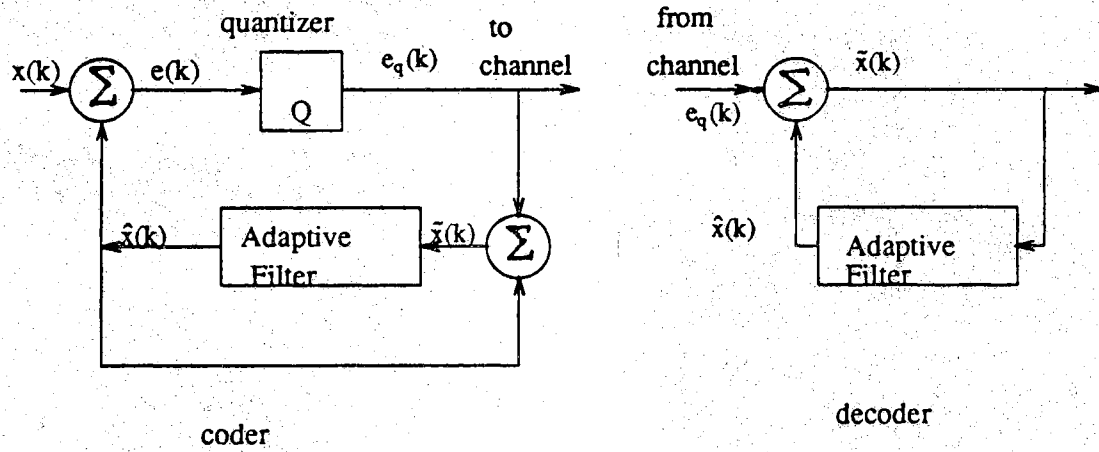 quantizer
to
channel
x(k)
Σ
e(k)
Q
e_q(k)
x̂(k)
Adaptive
Filter
x̃(k)
Σ
coder
from
channel
e_q(k)
Σ
x̃(k)
x̂(k)
Adaptive
Filter
decoder